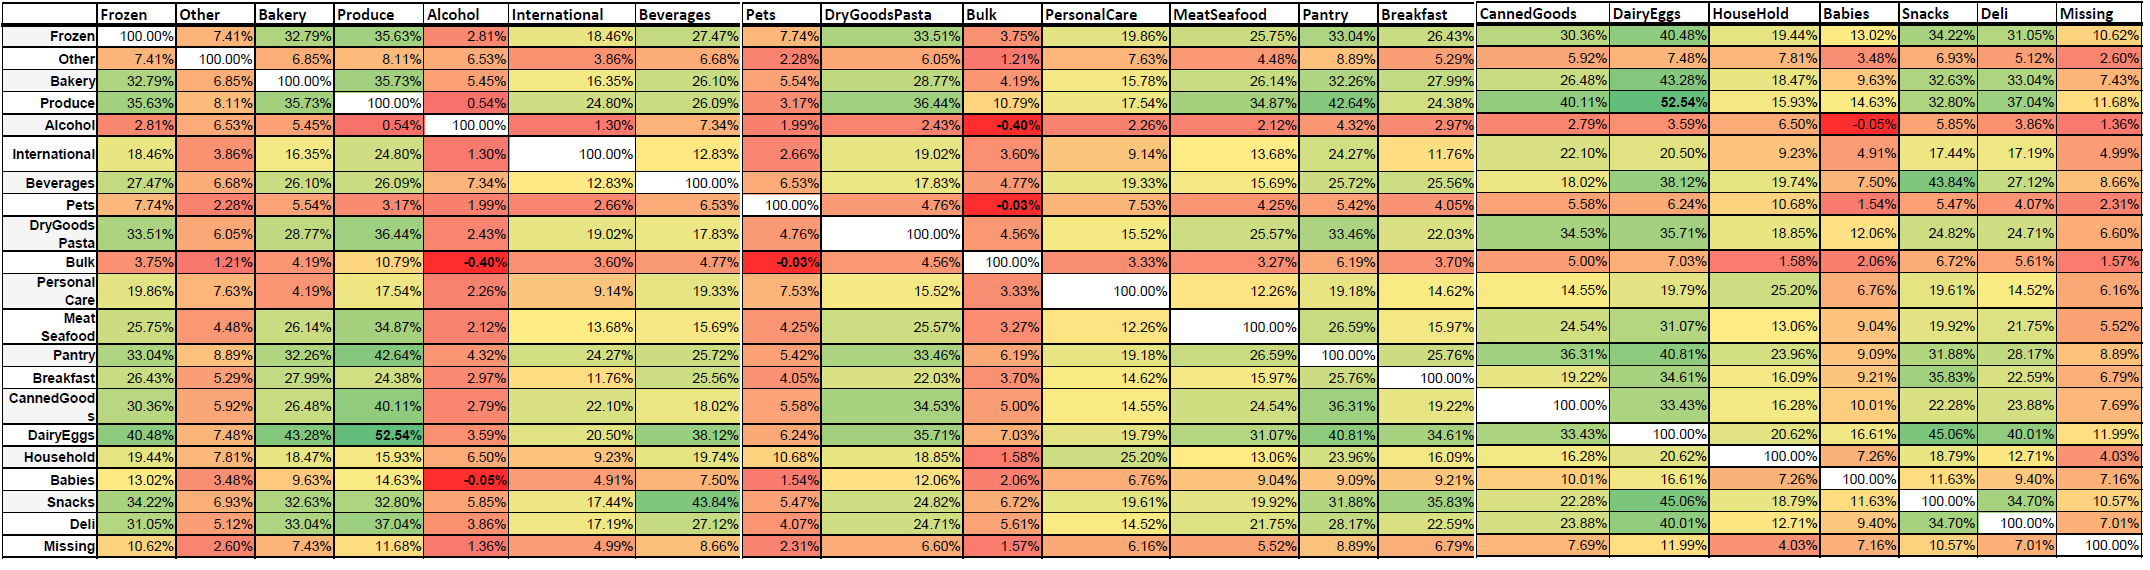 Frozen Other Bakery Produce Alcohol International Beverages Pets DryGoodsPasta Bulk PersonalCare MeatSeafood Pantry Breakfast CannedGoods DairyEggs HouseHold Babies Snacks Deli Missing
Frozen 100.00% 7.41% 32.79% 35.63% 2.81% 18.46% 27.47% 7.74% 33.51% 3.75% 19.86% 25.75% 33.04% 26.43% 30.36% 40.48% 19.44% 13.02% 34.22% 31.05% 10.62%
Other 7.41% 100.00% 6.85% 8.11% 6.53% 3.86% 6.68% 2.28% 6.05% 1.21% 7.63% 4.48% 8.89% 5.29% 5.92% 7.48% 7.81% 3.48% 6.93% 5.12% 2.60%
Bakery 32.79% 6.85% 100.00% 35.73% 5.45% 16.35% 26.10% 5.54% 28.77% 4.19% 15.78% 26.14% 32.26% 27.99% 26.48% 43.28% 18.47% 9.63% 32.63% 33.04% 7.43%
Produce 35.63% 8.11% 35.73% 100.00% 0.54% 24.80% 26.09% 3.17% 36.44% 10.79% 17.54% 34.87% 42.64% 24.38% 40.11% 52.54% 15.93% 14.63% 32.80% 37.04% 11.68%
Alcohol 2.81% 6.53% 5.45% 0.54% 100.00% 1.30% 7.34% 1.99% 2.43% -0.40% 2.26% 2.12% 4.32% 2.97% 2.79% 3.59% 6.50% -0.05% 5.85% 3.86% 1.36%
International 18.46% 3.86% 16.35% 24.80% 1.30% 100.00% 12.83% 2.66% 19.02% 3.60% 9.14% 13.68% 24.27% 11.76% 22.10% 20.50% 9.23% 4.91% 17.44% 17.19% 4.99%
Beverages 27.47% 6.68% 26.10% 26.09% 7.34% 12.83% 100.00% 6.53% 17.83% 4.77% 19.33% 15.69% 25.72% 25.56% 18.02% 38.12% 19.74% 7.50% 43.84% 27.12% 8.66%
Pets 7.74% 2.28% 5.54% 3.17% 1.99% 2.66% 6.53% 100.00% 4.76% -0.03% 7.53% 4.25% 5.42% 4.05% 5.58% 6.24% 10.68% 1.54% 5.47% 4.07% 2.31%
DryGoods
Pasta 33.51% 6.05% 28.77% 36.44% 2.43% 19.02% 17.83% 4.76% 100.00% 4.56% 15.52% 25.57% 33.46% 22.03% 34.53% 35.71% 18.85% 12.06% 24.82% 24.71% 6.60%
Bulk 3.75% 1.21% 4.19% 10.79% -0.40% 3.60% 4.77% -0.03% 4.56% 100.00% 3.33% 3.27% 6.19% 3.70% 5.00% 7.03% 1.58% 2.06% 6.72% 5.61% 1.57%
Personal
Care 19.86% 7.63% 4.19% 17.54% 2.26% 9.14% 19.33% 7.53% 15.52% 3.33% 100.00% 12.26% 19.18% 14.62% 14.55% 19.79% 25.20% 6.76% 19.61% 14.52% 6.16%
Meat
Seafood 25.75% 4.48% 26.14% 34.87% 2.12% 13.68% 15.69% 4.25% 25.57% 3.27% 12.26% 100.00% 26.59% 15.97% 24.54% 31.07% 13.06% 9.04% 19.92% 21.75% 5.52%
Pantry 33.04% 8.89% 32.26% 42.64% 4.32% 24.27% 25.72% 5.42% 33.46% 6.19% 19.18% 26.59% 100.00% 25.76% 36.31% 40.81% 23.96% 9.09% 31.88% 28.17% 8.89%
Breakfast 26.43% 5.29% 27.99% 24.38% 2.97% 11.76% 25.56% 4.05% 22.03% 3.70% 14.62% 15.97% 25.76% 100.00% 19.22% 34.61% 16.09% 9.21% 35.83% 22.59% 6.79%
CannedGood
s 30.36% 5.92% 26.48% 40.11% 2.79% 22.10% 18.02% 5.58% 34.53% 5.00% 14.55% 24.54% 36.31% 19.22% 100.00% 33.43% 16.28% 10.01% 22.28% 23.88% 7.69%
DairyEggs 40.48% 7.48% 43.28% 52.54% 3.59% 20.50% 38.12% 6.24% 35.71% 7.03% 19.79% 31.07% 40.81% 34.61% 33.43% 100.00% 20.62% 16.61% 45.06% 40.01% 11.99%
Household 19.44% 7.81% 18.47% 15.93% 6.50% 9.23% 19.74% 10.68% 18.85% 1.58% 25.20% 13.06% 23.96% 16.09% 16.28% 20.62% 100.00% 7.26% 18.79% 12.71% 4.03%
Babies 13.02% 3.48% 9.63% 14.63% -0.05% 4.91% 7.50% 1.54% 12.06% 2.06% 6.76% 9.04% 9.09% 9.21% 10.01% 16.61% 7.26% 100.00% 11.63% 9.40% 7.16%
Snacks 34.22% 6.93% 32.63% 32.80% 5.85% 17.44% 43.84% 5.47% 24.82% 6.72% 19.61% 19.92% 31.88% 35.83% 22.28% 45.06% 18.79% 11.63% 100.00% 34.70% 10.57%
Deli 31.05% 5.12% 33.04% 37.04% 3.86% 17.19% 27.12% 4.07% 24.71% 5.61% 14.52% 21.75% 28.17% 22.59% 23.88% 40.01% 12.71% 9.40% 34.70% 100.00% 7.01%
Missing 10.62% 2.60% 7.43% 11.68% 1.36% 4.99% 8.66% 2.31% 6.60% 1.57% 6.16% 5.52% 8.89% 6.79% 7.69% 11.99% 4.03% 7.16% 10.57% 7.01% 100.00%